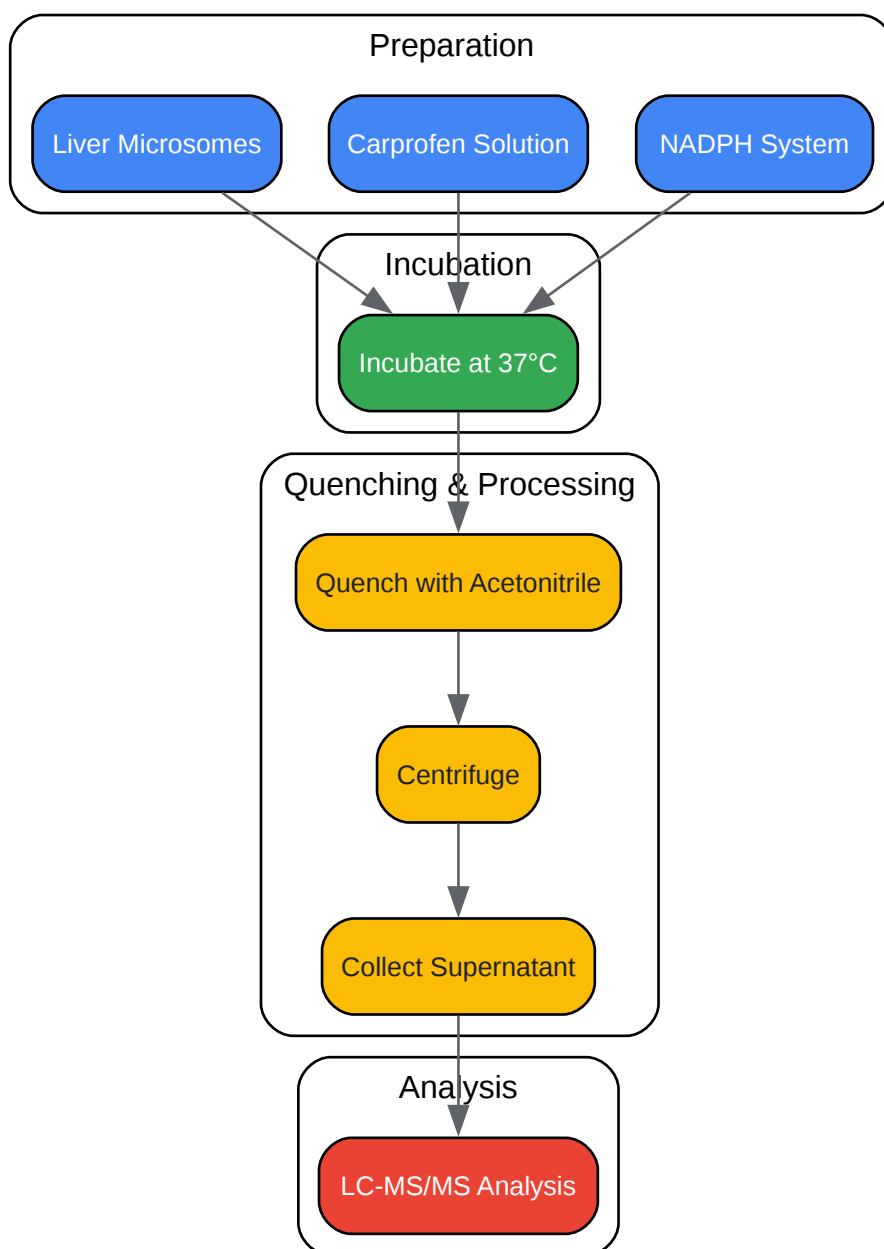 Preparation
Liver Microsomes
Carprofen Solution
NADPH System
Incubation
Incubate at 37°C
Quenching & Processing
Quench with Acetonitrile
Centrifuge
Collect Supernatant
Analysis
LC-MS/MS Analysis